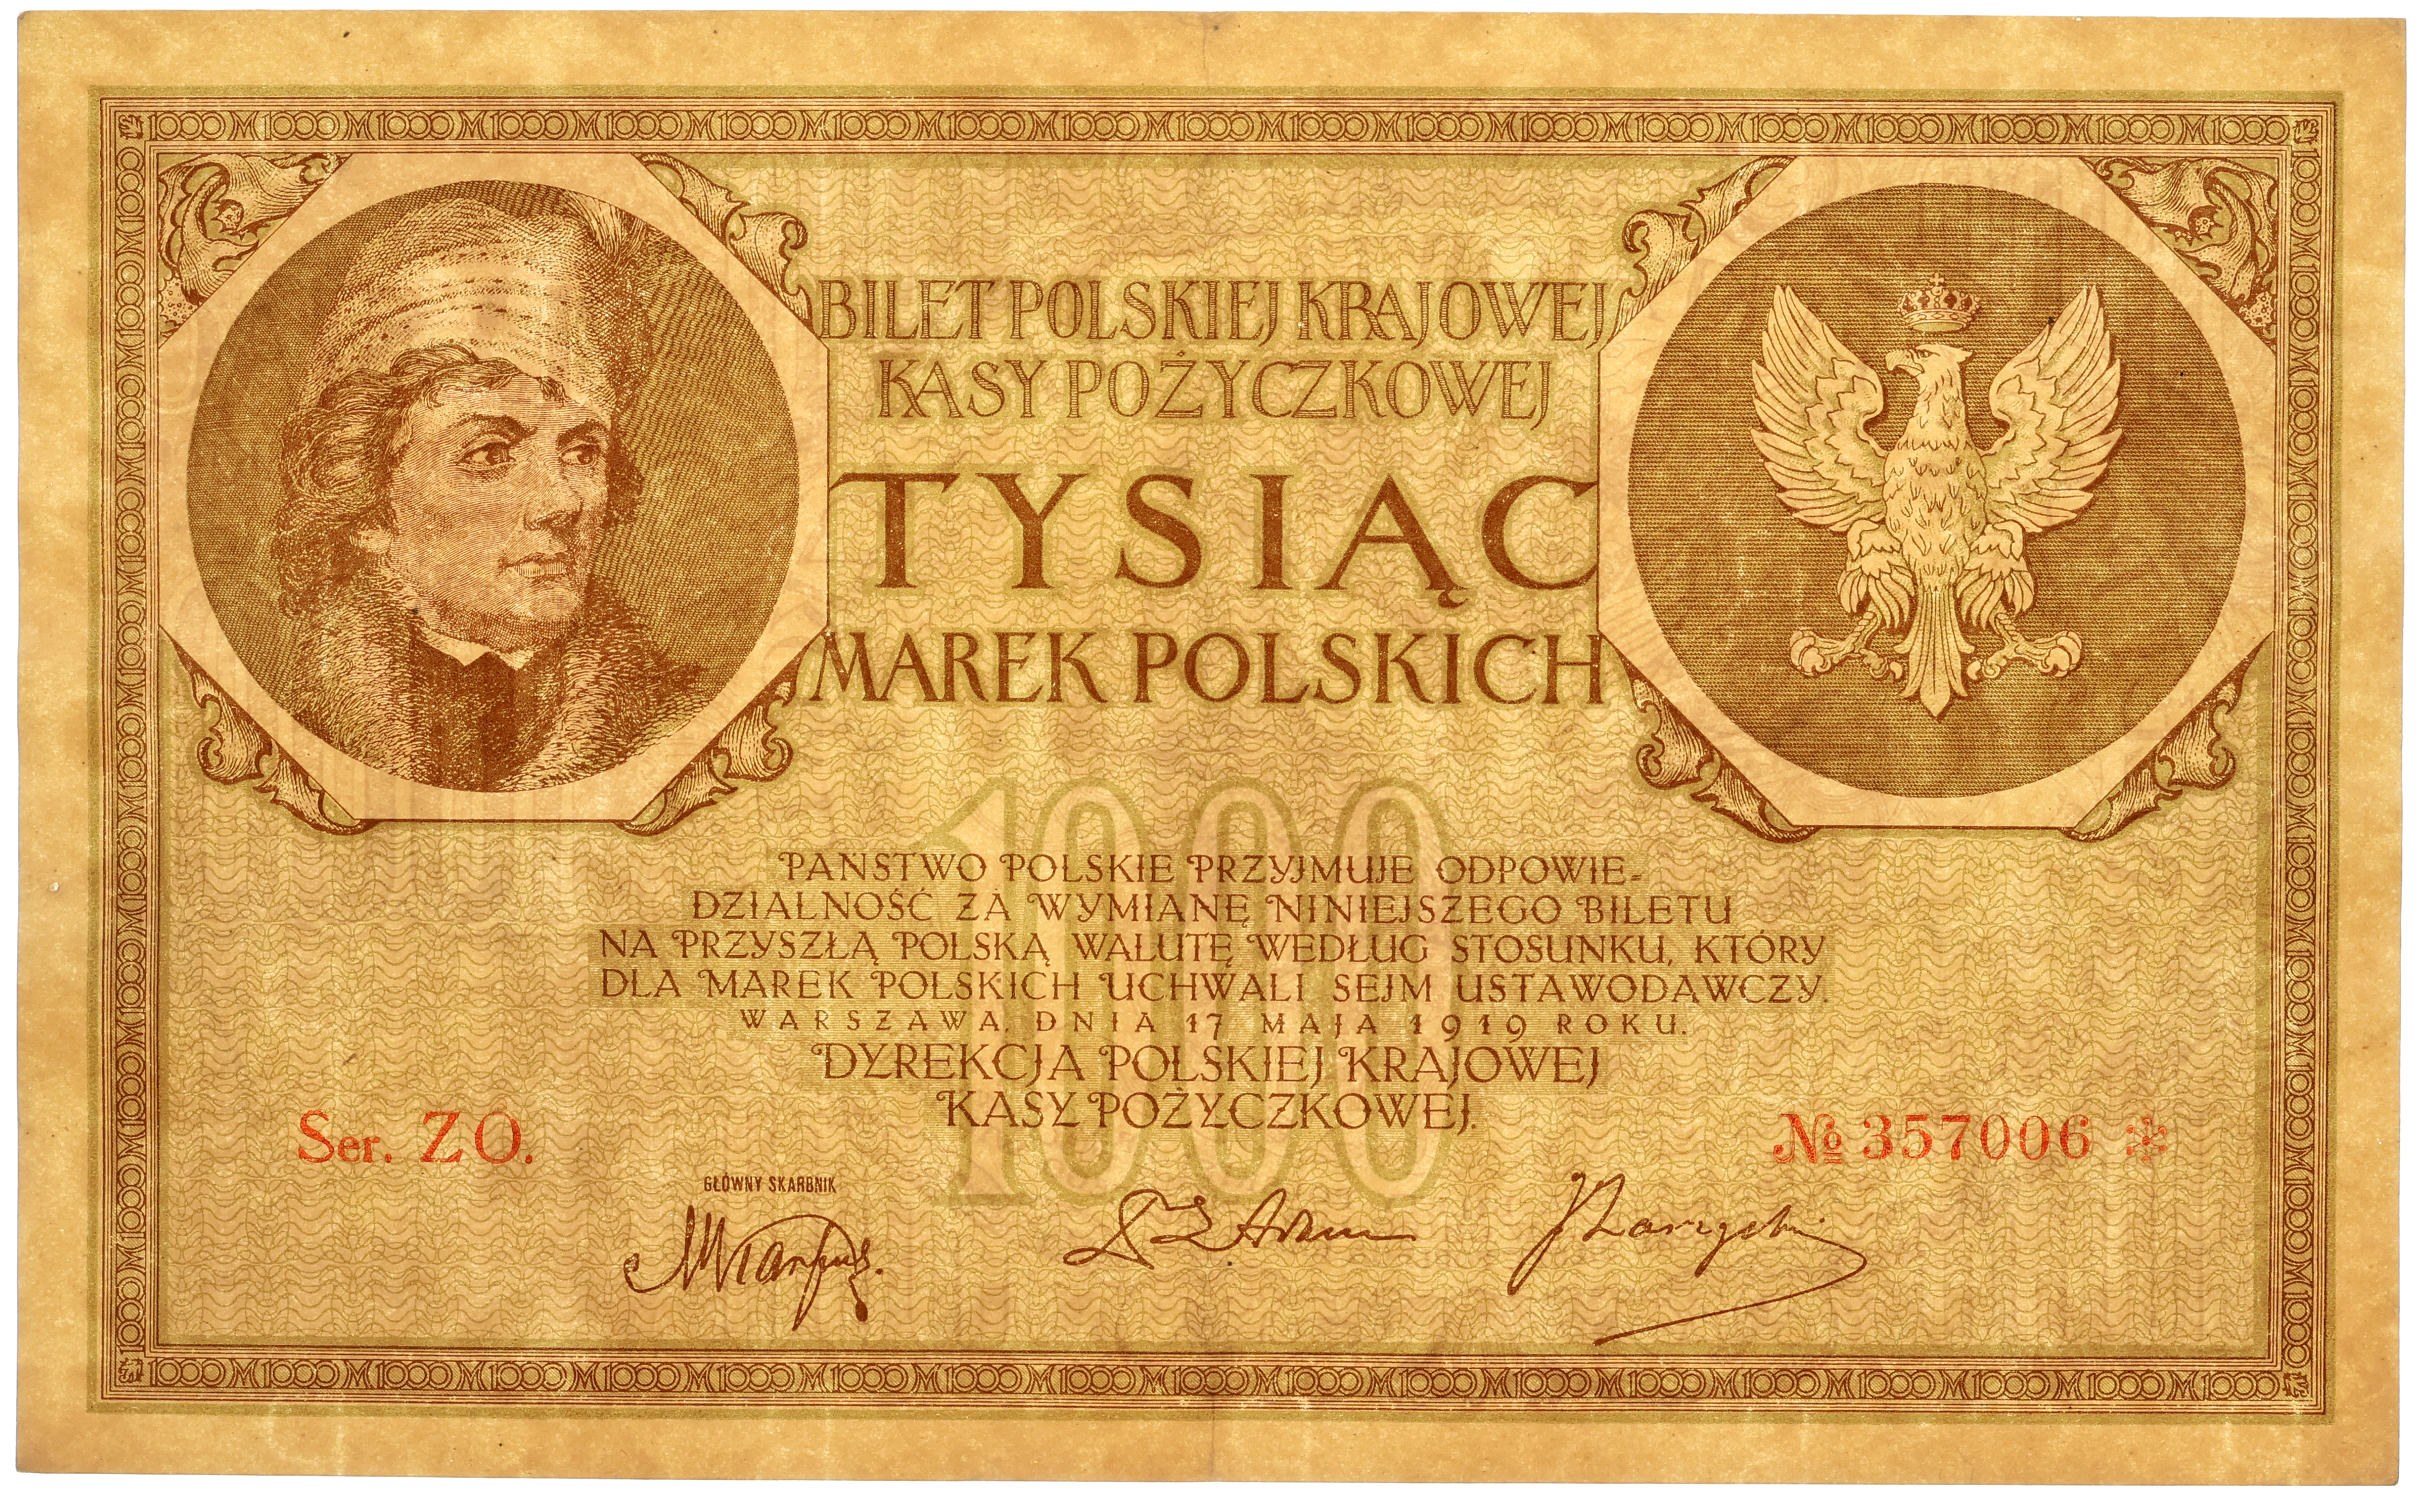 BILET POLSKIEJ KRAJOWEJ
KASY POŻYCZKOWEJ
TYSIĄC
MAREK POLSKICH
1000
PAŃSTWO POLSKIE PRZYJMUJE ODPOWIE-
DZIALNOŚĆ ZA WYMIANĘ NINIEJSZEGO BILETU
NA PRZYSZŁĄ POLSKĄ WALUTĘ WEDŁUG STOSUNKU, KTÓRY
DLA MAREK POLSKICH UCHWALI SEJM USTAWODAWCZY.
WARSZAWA, DNIA 17 MAJA 1919 ROKU.
DYREKCJA POLSKIEJ KRAJOWEJ
KASY POŻYCZKOWEJ.
Ser. ZO.
№ 357006 *
GŁÓWNY SKARBNIK